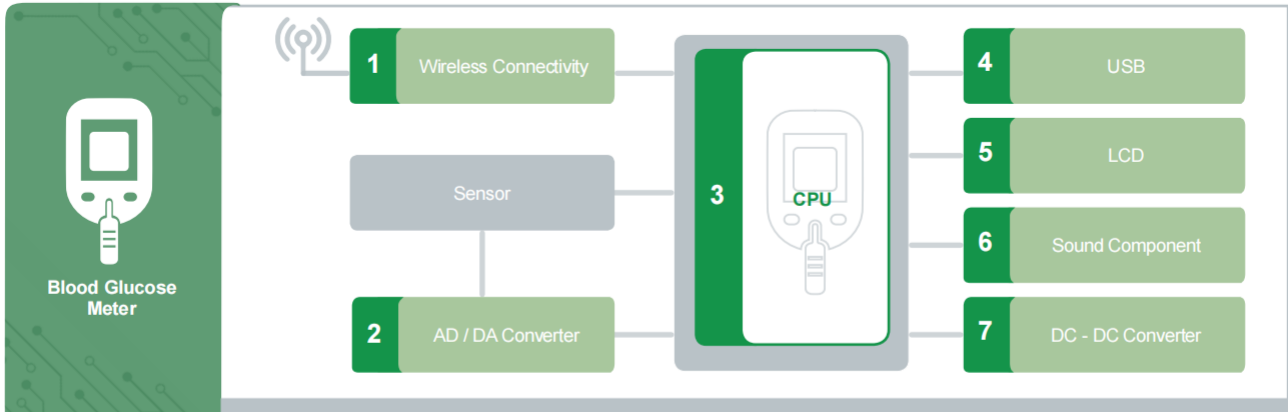 Blood Glucose
Meter
1 Wireless Connectivity
Sensor
2 AD / DA Converter
3 CPU
4 USB
5 LCD
6 Sound Component
7 DC - DC Converter